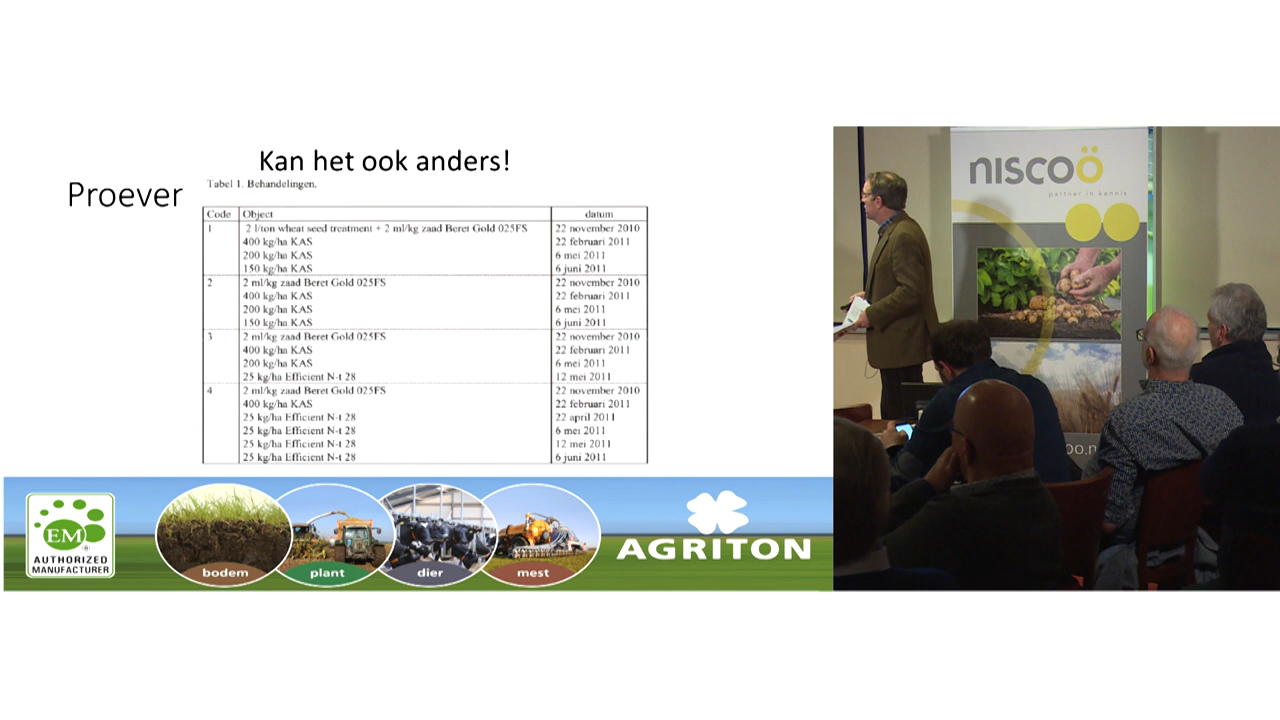 Kan het ook anders!
Proever
Tabel 1. Behandelingen.
Code Object datum
1 2 l/ton wheat seed treatment + 2 ml/kg zaad Beret Gold 025FS 22 november 2010
400 kg/ha KAS 22 februari 2011
200 kg/ha KAS 6 mei 2011
150 kg/ha KAS 6 juni 2011
2 2 ml/kg zaad Beret Gold 025FS 22 november 2010
400 kg/ha KAS 22 februari 2011
200 kg/ha KAS 6 mei 2011
150 kg/ha KAS 6 juni 2011
3 2 ml/kg zaad Beret Gold 025FS 22 november 2010
400 kg/ha KAS 22 februari 2011
200 kg/ha KAS 6 mei 2011
25 kg/ha Efficient N-t 28 12 mei 2011
4 2 ml/kg zaad Beret Gold 025FS 22 november 2010
400 kg/ha KAS 22 februari 2011
25 kg/ha Efficient N-t 28 22 april 2011
25 kg/ha Efficient N-t 28 6 mei 2011
25 kg/ha Efficient N-t 28 12 mei 2011
25 kg/ha Efficient N-t 28 6 juni 2011
EM®
AUTHORIZED
MANUFACTURER
bodem
plant
dier
mest
AGRITON
niscoö
partner in kennis
oo.n